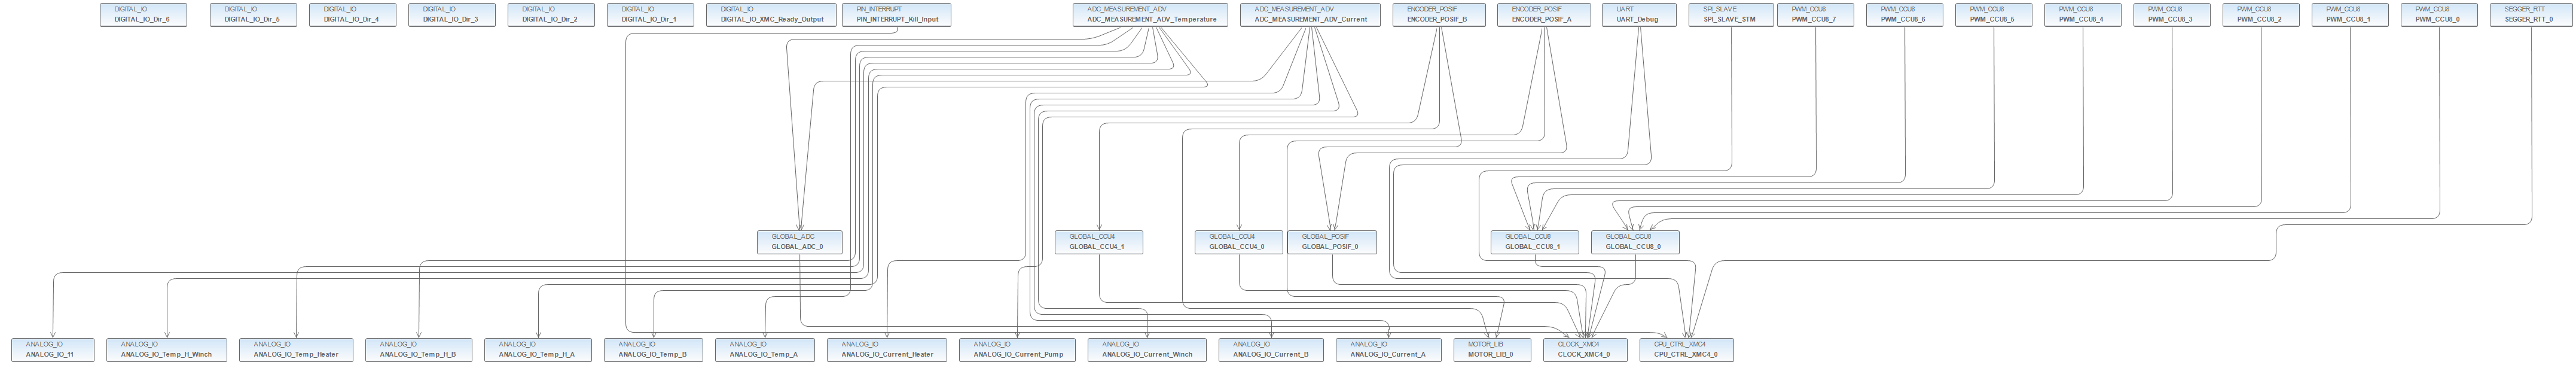 DIGITAL_IO
DIGITAL_IO_Dir_6
DIGITAL_IO
DIGITAL_IO_Dir_5
DIGITAL_IO
DIGITAL_IO_Dir_4
DIGITAL_IO
DIGITAL_IO_Dir_3
DIGITAL_IO
DIGITAL_IO_Dir_2
DIGITAL_IO
DIGITAL_IO_Dir_1
DIGITAL_IO
DIGITAL_IO_XMC_Ready_Output
PIN_INTERRUPT
PIN_INTERRUPT_Kill_Input
ADC_MEASUREMENT_ADV
ADC_MEASUREMENT_ADV_Temperature
ADC_MEASUREMENT_ADV
ADC_MEASUREMENT_ADV_Current
ENCODER_POSIF
ENCODER_POSIF_B
ENCODER_POSIF
ENCODER_POSIF_A
UART
UART_Debug
SPI_SLAVE
SPI_SLAVE_STM
PWM_CCU8
PWM_CCU8_7
PWM_CCU8
PWM_CCU8_6
PWM_CCU8
PWM_CCU8_5
PWM_CCU8
PWM_CCU8_4
PWM_CCU8
PWM_CCU8_3
PWM_CCU8
PWM_CCU8_2
PWM_CCU8
PWM_CCU8_1
PWM_CCU8
PWM_CCU8_0
SEGGER_RTT
SEGGER_RTT_0
GLOBAL_ADC
GLOBAL_ADC_0
GLOBAL_CCU4
GLOBAL_CCU4_1
GLOBAL_CCU4
GLOBAL_CCU4_0
GLOBAL_POSIF
GLOBAL_POSIF_0
GLOBAL_CCU8
GLOBAL_CCU8_1
GLOBAL_CCU8
GLOBAL_CCU8_0
ANALOG_IO
ANALOG_IO_11
ANALOG_IO
ANALOG_IO_Temp_H_Winch
ANALOG_IO
ANALOG_IO_Temp_Heater
ANALOG_IO
ANALOG_IO_Temp_H_B
ANALOG_IO
ANALOG_IO_Temp_H_A
ANALOG_IO
ANALOG_IO_Temp_B
ANALOG_IO
ANALOG_IO_Temp_A
ANALOG_IO
ANALOG_IO_Current_Heater
ANALOG_IO
ANALOG_IO_Current_Pump
ANALOG_IO
ANALOG_IO_Current_Winch
ANALOG_IO
ANALOG_IO_Current_B
ANALOG_IO
ANALOG_IO_Current_A
MOTOR_LIB
MOTOR_LIB_0
CLOCK_XMC4
CLOCK_XMC4_0
CPU_CTRL_XMC4
CPU_CTRL_XMC4_0